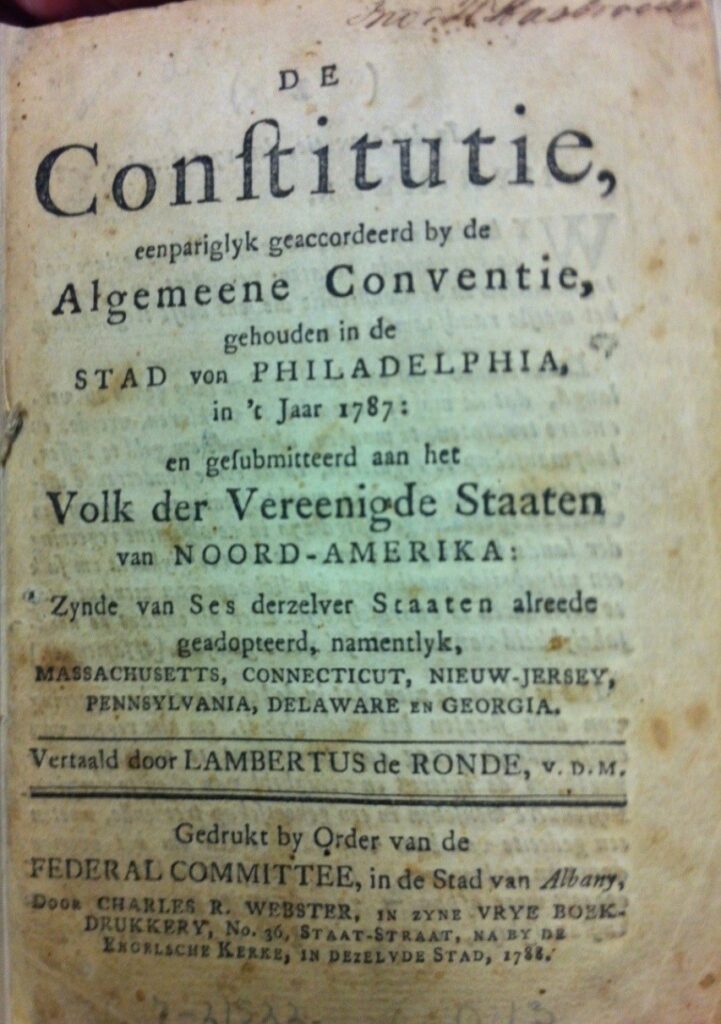 DE
Conſtitutie,
eenpariglyk geaccordeerd by de
Algemeene Conventie,
gehouden in de
STAD von PHILADELPHIA,
in 't Jaar 1787:
en geſubmitteerd aan het
Volk der Vereenigde Staaten
van NOORD-AMERIKA:
Zynde van Ses derzelver Staaten alreede
geadopteerd, namentlyk,
MASSACHUSETTS, CONNECTICUT, NIEUW-JERSEY,
PENNSYLVANIA, DELAWARE EN GEORGIA.
Vertaald door LAMBERTUS de RONDE, V. D. M.
Gedrukt by Order van de
FEDERAL COMMITTEE, in de Stad van Albany,
DOOR CHARLES R. WEBSTER, IN ZYNE VRYE BOEK-
DRUKKERY, No. 36, STAAT-STRAAT, NA BY DE
ENGELSCHE KERKE, IN DEZELVDE STAD, 1788.